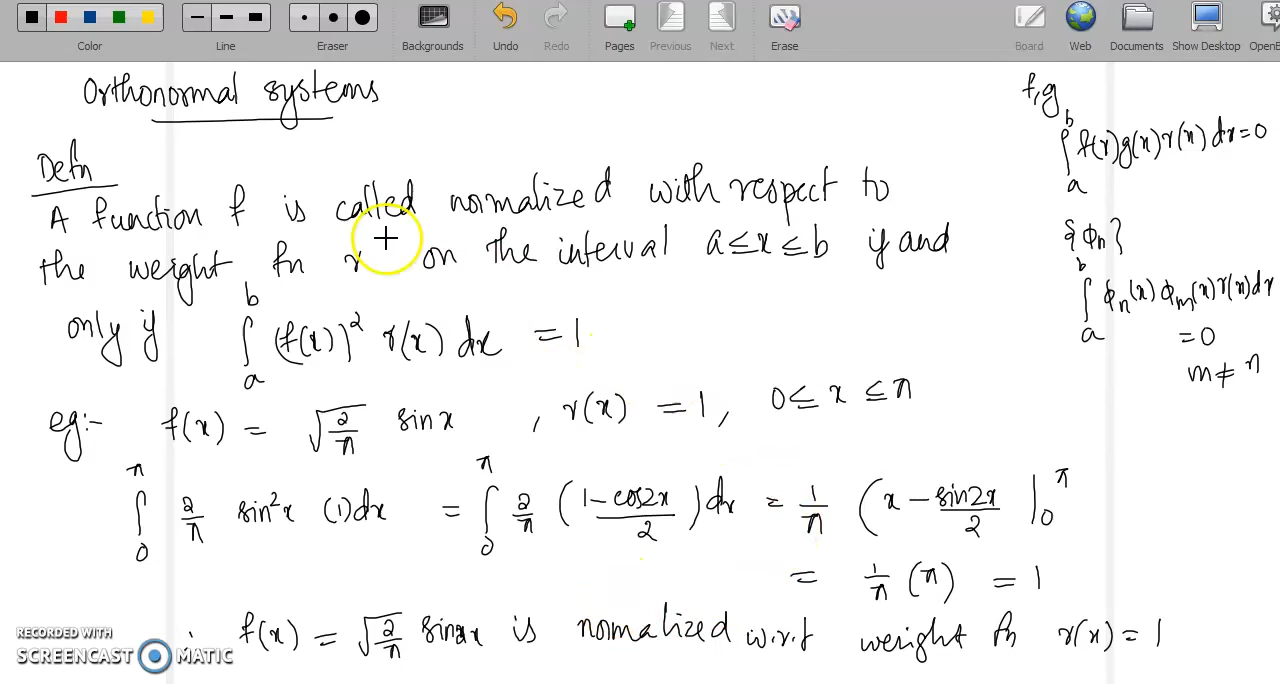 Color Line Eraser Backgrounds Undo Redo Pages Previous Next Erase Board Web Documents Show Desktop OpenB
Orthonormal systems
Defn
A function f is called normalized with respect to
the weight fn r on the interval a≤x≤b if and
only if ∫_a^b (f(x))² r(x) dx = 1
eg:- f(x) = √(2/π) sin x , r(x) = 1, 0 ≤ x ≤ π
∫_0^π 2/π sin²x (1) dx = ∫_0^π 2/π ((1-cos2x)/2) dx = 1/π (x - sin2x/2 |_0^π
= 1/π (π) = 1
f(x) = √(2/π) sin x is normalized w.r.t weight fn r(x) = 1
f, g
∫_a^b f(x) g(x) r(x) dx = 0
{ϕn}
∫_a^b ϕn(x) ϕm(x) r(x) dx
= 0
m ≠ n
RECORDED WITH
SCREENCAST MATIC